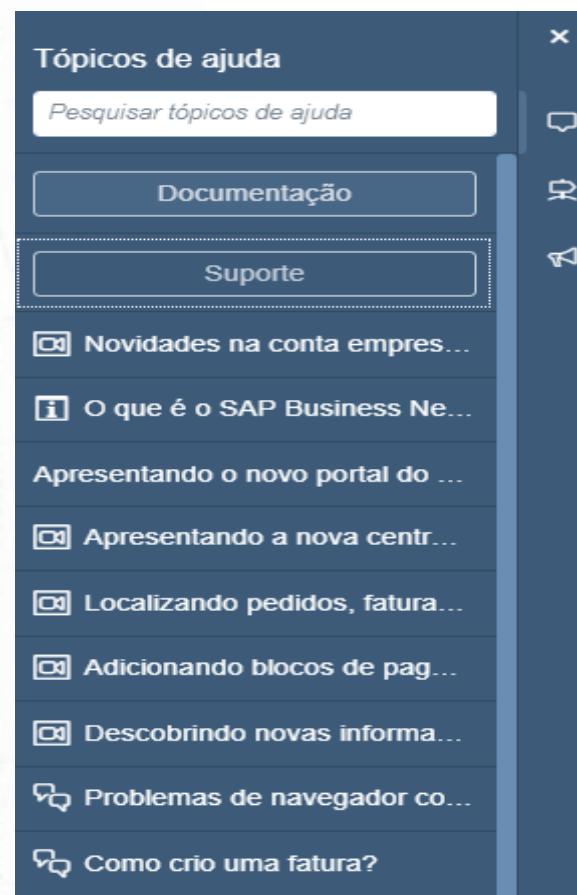 Tópicos de ajuda
Pesquisar tópicos de ajuda
Documentação
Suporte
Novidades na conta empres...
O que é o SAP Business Ne...
Apresentando o novo portal do ...
Apresentando a nova centr...
Localizando pedidos, fatura...
Adicionando blocos de pag...
Descobrindo novas informa...
Problemas de navegador co...
Como crio uma fatura?